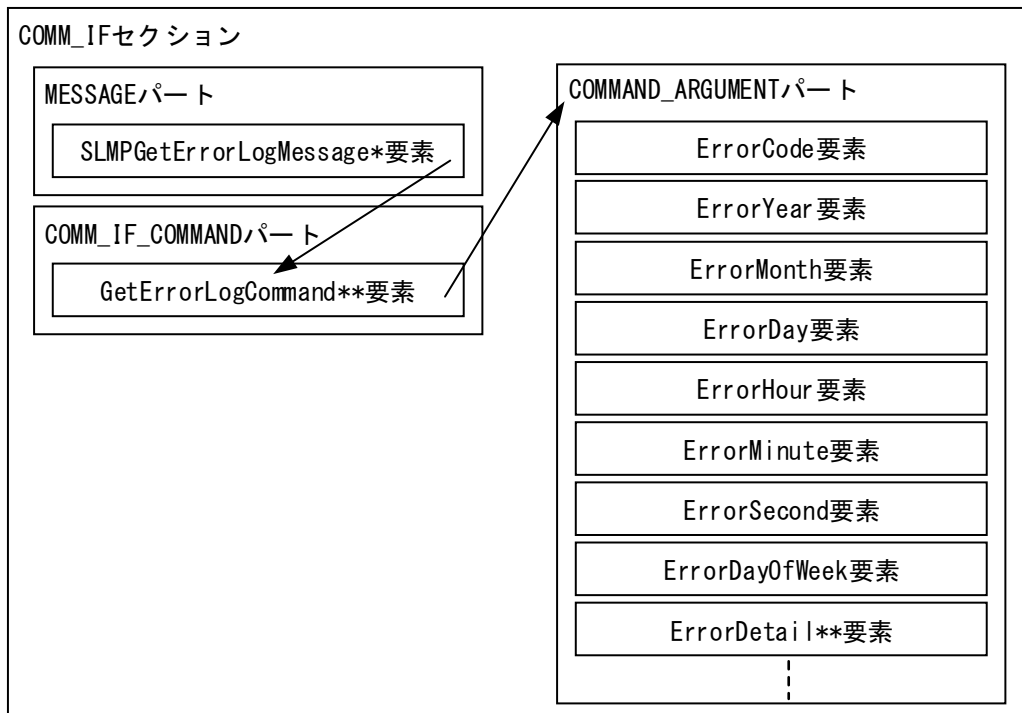 COMM_IFセクション
MESSAGEパート
SLMPGetErrorLogMessage*要素
COMM_IF_COMMANDパート
GetErrorLogCommand**要素
COMMAND_ARGUMENTパート
ErrorCode要素
ErrorYear要素
ErrorMonth要素
ErrorDay要素
ErrorHour要素
ErrorMinute要素
ErrorSecond要素
ErrorDayOfWeek要素
ErrorDetail**要素